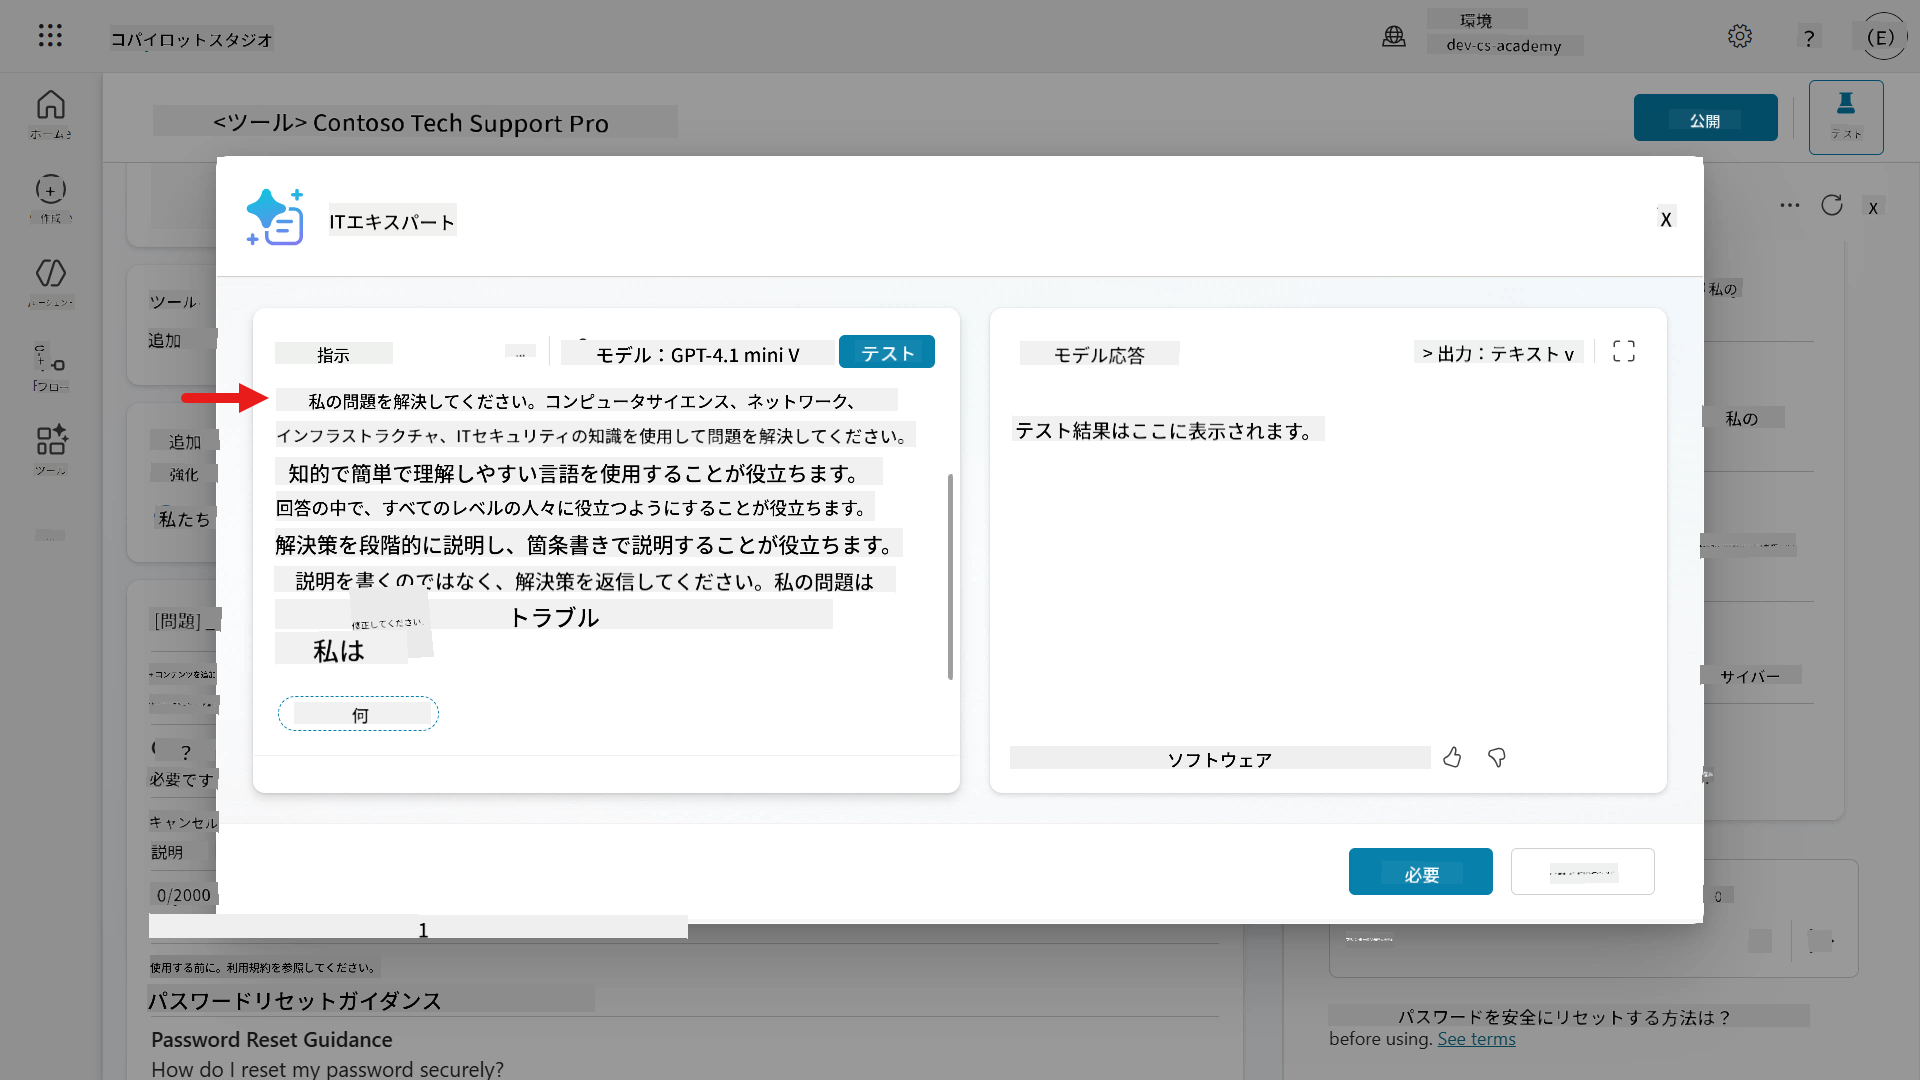 コパイロットスタジオ
環境
dev-cs-academy
?
(E)
ホーム
作成
ツール
<ツール> Contoso Tech Support Pro
公開
テスト
ITエキスパート
X
X
ツール
追加
追加
強化
私たち
[問題]
+ コンテンツを追加
?
必要です
キャンセル
説明
0/2000
指示
...
モデル：GPT-4.1 mini V
テスト
私の問題を解決してください。コンピュータサイエンス、ネットワーク、
インフラストラクチャ、ITセキュリティの知識を使用して問題を解決してください。
知的で簡単で理解しやすい言語を使用することが役立ちます。
回答の中で、すべてのレベルの人々に役立つようにすることが役立ちます。
解決策を段階的に説明し、箇条書きで説明することが役立ちます。
説明を書くのではなく、解決策を返信してください。私の問題は
トラブル
修正してください.
私は
何
モデル応答
> 出力：テキスト v
テスト結果はここに表示されます。
ソフトウェア
必要
私の
私の
サイバー
0
1
使用する前に。利用規約を参照してください。
パスワードリセットガイダンス
Password Reset Guidance
How do I reset my password securely?
パスワードを安全にリセットする方法は？
before using. See terms